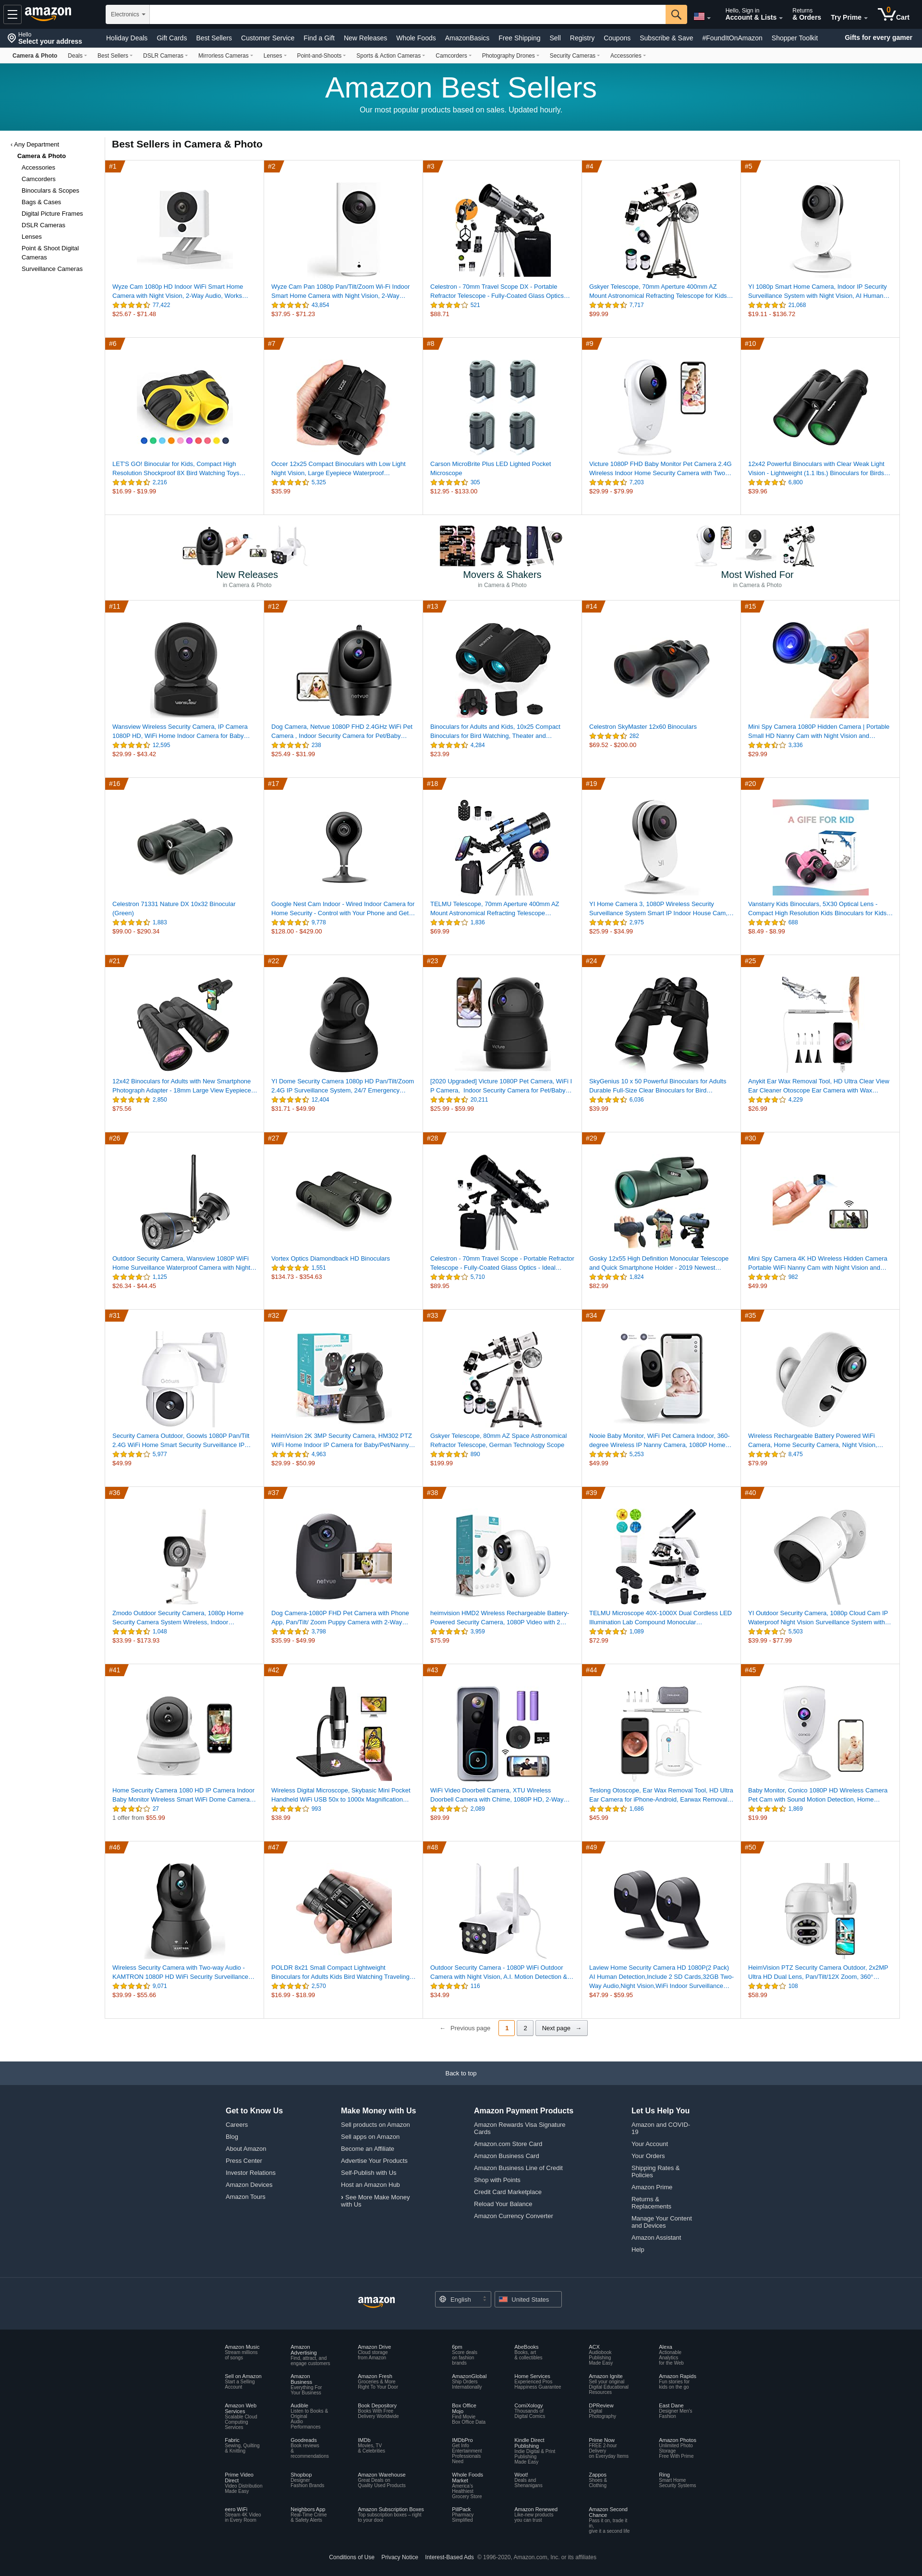 Hello
Select your address
amazon
Electronics
Hello, Sign in
Account & Lists
Returns
& Orders
Try Prime
0
Cart
Holiday Deals Gift Cards Best Sellers Customer Service Find a Gift New Releases Whole Foods AmazonBasics Free Shipping Sell Registry Coupons Subscribe & Save #FoundItOnAmazon Shopper Toolkit
Gifts for every gamer
Camera & Photo Deals Best Sellers DSLR Cameras Mirrorless Cameras Lenses Point-and-Shoots Sports & Action Cameras Camcorders Photography Drones Security Cameras Accessories
Amazon Best Sellers
Our most popular products based on sales. Updated hourly.
‹ Any Department
Camera & Photo
Accessories
Camcorders
Binoculars & Scopes
Bags & Cases
Digital Picture Frames
DSLR Cameras
Lenses
Point & Shoot Digital
Cameras
Surveillance Cameras
Best Sellers in Camera & Photo
#1
Wyze Cam 1080p HD Indoor WiFi Smart Home
Camera with Night Vision, 2-Way Audio, Works…
77,422
$25.67 - $71.48
#2
Wyze Cam Pan 1080p Pan/Tilt/Zoom Wi-Fi Indoor
Smart Home Camera with Night Vision, 2-Way…
43,854
$37.95 - $71.23
#3
Celestron - 70mm Travel Scope DX - Portable
Refractor Telescope - Fully-Coated Glass Optics…
521
$88.71
#4
Gskyer Telescope, 70mm Aperture 400mm AZ
Mount Astronomical Refracting Telescope for Kids…
7,717
$99.99
#5
YI 1080p Smart Home Camera, Indoor IP Security
Surveillance System with Night Vision, AI Human…
21,068
$19.11 - $136.72
#6
LET'S GO! Binocular for Kids, Compact High
Resolution Shockproof 8X Bird Watching Toys…
2,216
$16.99 - $19.99
#7
Occer 12x25 Compact Binoculars with Low Light
Night Vision, Large Eyepiece Waterproof…
5,325
$35.99
#8
Carson MicroBrite Plus LED Lighted Pocket
Microscope
305
$12.95 - $133.00
#9
Victure 1080P FHD Baby Monitor Pet Camera 2.4G
Wireless Indoor Home Security Camera with Two…
7,203
$29.99 - $79.99
#10
12x42 Powerful Binoculars with Clear Weak Light
Vision - Lightweight (1.1 lbs.) Binoculars for Birds…
6,800
$39.96
New Releases
in Camera & Photo
Movers & Shakers
in Camera & Photo
Most Wished For
in Camera & Photo
#11
Wansview Wireless Security Camera, IP Camera
1080P HD, WiFi Home Indoor Camera for Baby…
12,595
$29.99 - $43.42
#12
netvue
Dog Camera, Netvue 1080P FHD 2.4GHz WiFi Pet
Camera , Indoor Security Camera for Pet/Baby…
238
$25.49 - $31.99
#13
Binoculars for Adults and Kids, 10x25 Compact
Binoculars for Bird Watching, Theater and…
4,284
$23.99
#14
Celestron SkyMaster 12x60 Binoculars
282
$69.52 - $200.00
#15
Mini Spy Camera 1080P Hidden Camera | Portable
Small HD Nanny Cam with Night Vision and…
3,336
$29.99
#16
Celestron 71331 Nature DX 10x32 Binocular
(Green)
1,883
$99.00 - $290.34
#17
Google Nest Cam Indoor - Wired Indoor Camera for
Home Security - Control with Your Phone and Get…
9,778
$128.00 - $429.00
#18
TELMU Telescope, 70mm Aperture 400mm AZ
Mount Astronomical Refracting Telescope…
1,836
$69.99
#19
YI Home Camera 3, 1080P Wireless Security
Surveillance System Smart IP Indoor House Cam,…
2,975
$25.99 - $34.99
#20
A GIFE FOR KID
Vanstarry Kids Binoculars, 5X30 Optical Lens -
Compact High Resolution Kids Binoculars for Kids…
688
$8.49 - $8.99
#21
12x42 Binoculars for Adults with New Smartphone
Photograph Adapter - 18mm Large View Eyepiece…
2,850
$75.56
#22
YI Dome Security Camera 1080p HD Pan/Tilt/Zoom
2.4G IP Surveillance System, 24/7 Emergency…
12,404
$31.71 - $49.99
#23
[2020 Upgraded] Victure 1080P Pet Camera, WiFi I
P Camera, Indoor Security Camera for Pet/Baby…
20,211
$25.99 - $59.99
#24
SkyGenius 10 x 50 Powerful Binoculars for Adults
Durable Full-Size Clear Binoculars for Bird…
6,036
$39.99
#25
Anykit Ear Wax Removal Tool, HD Ultra Clear View
Ear Cleaner Otoscope Ear Camera with Wax…
4,229
$26.99
#26
Outdoor Security Camera, Wansview 1080P WiFi
Home Surveillance Waterproof Camera with Night…
1,125
$26.34 - $44.45
#27
Vortex Optics Diamondback HD Binoculars
1,551
$134.73 - $354.63
#28
Celestron - 70mm Travel Scope - Portable Refractor
Telescope - Fully-Coated Glass Optics - Ideal…
5,710
$89.95
#29
Gosky 12x55 High Definition Monocular Telescope
and Quick Smartphone Holder - 2019 Newest…
1,824
$82.99
#30
Mini Spy Camera 4K HD Wireless Hidden Camera
Portable WiFi Nanny Cam with Night Vision and…
982
$49.99
#31
Security Camera Outdoor, Goowls 1080P Pan/Tilt
2.4G WiFi Home Smart Security Surveillance IP…
5,977
$49.99
#32
HeimVision 2K 3MP Security Camera, HM302 PTZ
WiFi Home Indoor IP Camera for Baby/Pet/Nanny…
4,963
$29.99 - $50.99
#33
Gskyer Telescope, 80mm AZ Space Astronomical
Refractor Telescope, German Technology Scope
890
$199.99
#34
Nooie Baby Monitor, WiFi Pet Camera Indoor, 360-
degree Wireless IP Nanny Camera, 1080P Home…
5,253
$49.99
#35
Wireless Rechargeable Battery Powered WiFi
Camera, Home Security Camera, Night Vision,…
8,475
$79.99
#36
Zmodo Outdoor Security Camera, 1080p Home
Security Camera System Wireless, Indoor…
1,048
$33.99 - $173.93
#37
netvue
Dog Camera-1080P FHD Pet Camera with Phone
App, Pan/Tilt/ Zoom Puppy Camera with 2-Way…
3,798
$35.99 - $49.99
#38
heimvision HMD2 Wireless Rechargeable Battery-
Powered Security Camera, 1080P Video with 2…
3,959
$75.99
#39
TELMU Microscope 40X-1000X Dual Cordless LED
Illumination Lab Compound Monocular…
1,089
$72.99
#40
YI Outdoor Security Camera, 1080p Cloud Cam IP
Waterproof Night Vision Surveillance System with…
5,503
$39.99 - $77.99
#41
Home Security Camera 1080 HD IP Camera Indoor
Baby Monitor Wireless Smart WiFi Dome Camera…
27
1 offer from $55.99
#42
Wireless Digital Microscope, Skybasic Mini Pocket
Handheld WiFi USB 50x to 1000x Magnification…
993
$38.99
#43
WiFi Video Doorbell Camera, XTU Wireless
Doorbell Camera with Chime, 1080P HD, 2-Way…
2,089
$89.99
#44
Teslong Otoscope, Ear Wax Removal Tool, HD Ultra
Ear Camera for iPhone-Android, Earwax Removal…
1,686
$45.99
#45
Baby Monitor, Conico 1080P HD Wireless Camera
Pet Cam with Sound Motion Detection, Home…
1,869
$19.99
#46
Wireless Security Camera with Two-way Audio -
KAMTRON 1080P HD WiFi Security Surveillance…
9,071
$39.99 - $55.66
#47
POLDR 8x21 Small Compact Lightweight
Binoculars for Adults Kids Bird Watching Traveling…
2,570
$16.99 - $18.99
#48
Outdoor Security Camera - 1080P WiFi Outdoor
Camera with Night Vision, A.I. Motion Detection &…
116
$34.99
#49
Laview Home Security Camera HD 1080P(2 Pack)
AI Human Detection,Include 2 SD Cards,32GB Two-
Way Audio,Night Vision,WiFi Indoor Surveillance…
$47.99 - $59.95
#50
HeimVision PTZ Security Camera Outdoor, 2x2MP
Ultra HD Dual Lens, Pan/Tilt/12X Zoom, 360°…
108
$58.99
← Previous page 1 2 Next page →
Back to top
Get to Know Us
Careers
Blog
About Amazon
Press Center
Investor Relations
Amazon Devices
Amazon Tours
Make Money with Us
Sell products on Amazon
Sell apps on Amazon
Become an Affiliate
Advertise Your Products
Self-Publish with Us
Host an Amazon Hub
› See More Make Money
with Us
Amazon Payment Products
Amazon Rewards Visa Signature
Cards
Amazon.com Store Card
Amazon Business Card
Amazon Business Line of Credit
Shop with Points
Credit Card Marketplace
Reload Your Balance
Amazon Currency Converter
Let Us Help You
Amazon and COVID-
19
Your Account
Your Orders
Shipping Rates &
Policies
Amazon Prime
Returns &
Replacements
Manage Your Content
and Devices
Amazon Assistant
Help
amazon
English
United States
Amazon Music
Stream millions
of songs
Amazon
Advertising
Find, attract, and
engage customers
Amazon Drive
Cloud storage
from Amazon
6pm
Score deals
on fashion
brands
AbeBooks
Books, art
& collectibles
ACX
Audiobook
Publishing
Made Easy
Alexa
Actionable
Analytics
for the Web
Sell on Amazon
Start a Selling
Account
Amazon
Business
Everything For
Your Business
Amazon Fresh
Groceries & More
Right To Your Door
AmazonGlobal
Ship Orders
Internationally
Home Services
Experienced Pros
Happiness Guarantee
Amazon Ignite
Sell your original
Digital Educational
Resources
Amazon Rapids
Fun stories for
kids on the go
Amazon Web
Services
Scalable Cloud
Computing
Services
Audible
Listen to Books &
Original
Audio
Performances
Book Depository
Books With Free
Delivery Worldwide
Box Office
Mojo
Find Movie
Box Office Data
ComiXology
Thousands of
Digital Comics
DPReview
Digital
Photography
East Dane
Designer Men's
Fashion
Fabric
Sewing, Quilting
& Knitting
Goodreads
Book reviews
&
recommendations
IMDb
Movies, TV
& Celebrities
IMDbPro
Get Info
Entertainment
Professionals
Need
Kindle Direct
Publishing
Indie Digital & Print
Publishing
Made Easy
Prime Now
FREE 2-hour
Delivery
on Everyday Items
Amazon Photos
Unlimited Photo
Storage
Free With Prime
Prime Video
Direct
Video Distribution
Made Easy
Shopbop
Designer
Fashion Brands
Amazon Warehouse
Great Deals on
Quality Used Products
Whole Foods
Market
America's
Healthiest
Grocery Store
Woot!
Deals and
Shenanigans
Zappos
Shoes &
Clothing
Ring
Smart Home
Security Systems
eero WiFi
Stream 4K Video
in Every Room
Neighbors App
Real-Time Crime
& Safety Alerts
Amazon Subscription Boxes
Top subscription boxes – right
to your door
PillPack
Pharmacy
Simplified
Amazon Renewed
Like-new products
you can trust
Amazon Second
Chance
Pass it on, trade it
in,
give it a second life
Conditions of Use Privacy Notice Interest-Based Ads © 1996-2020, Amazon.com, Inc. or its affiliates